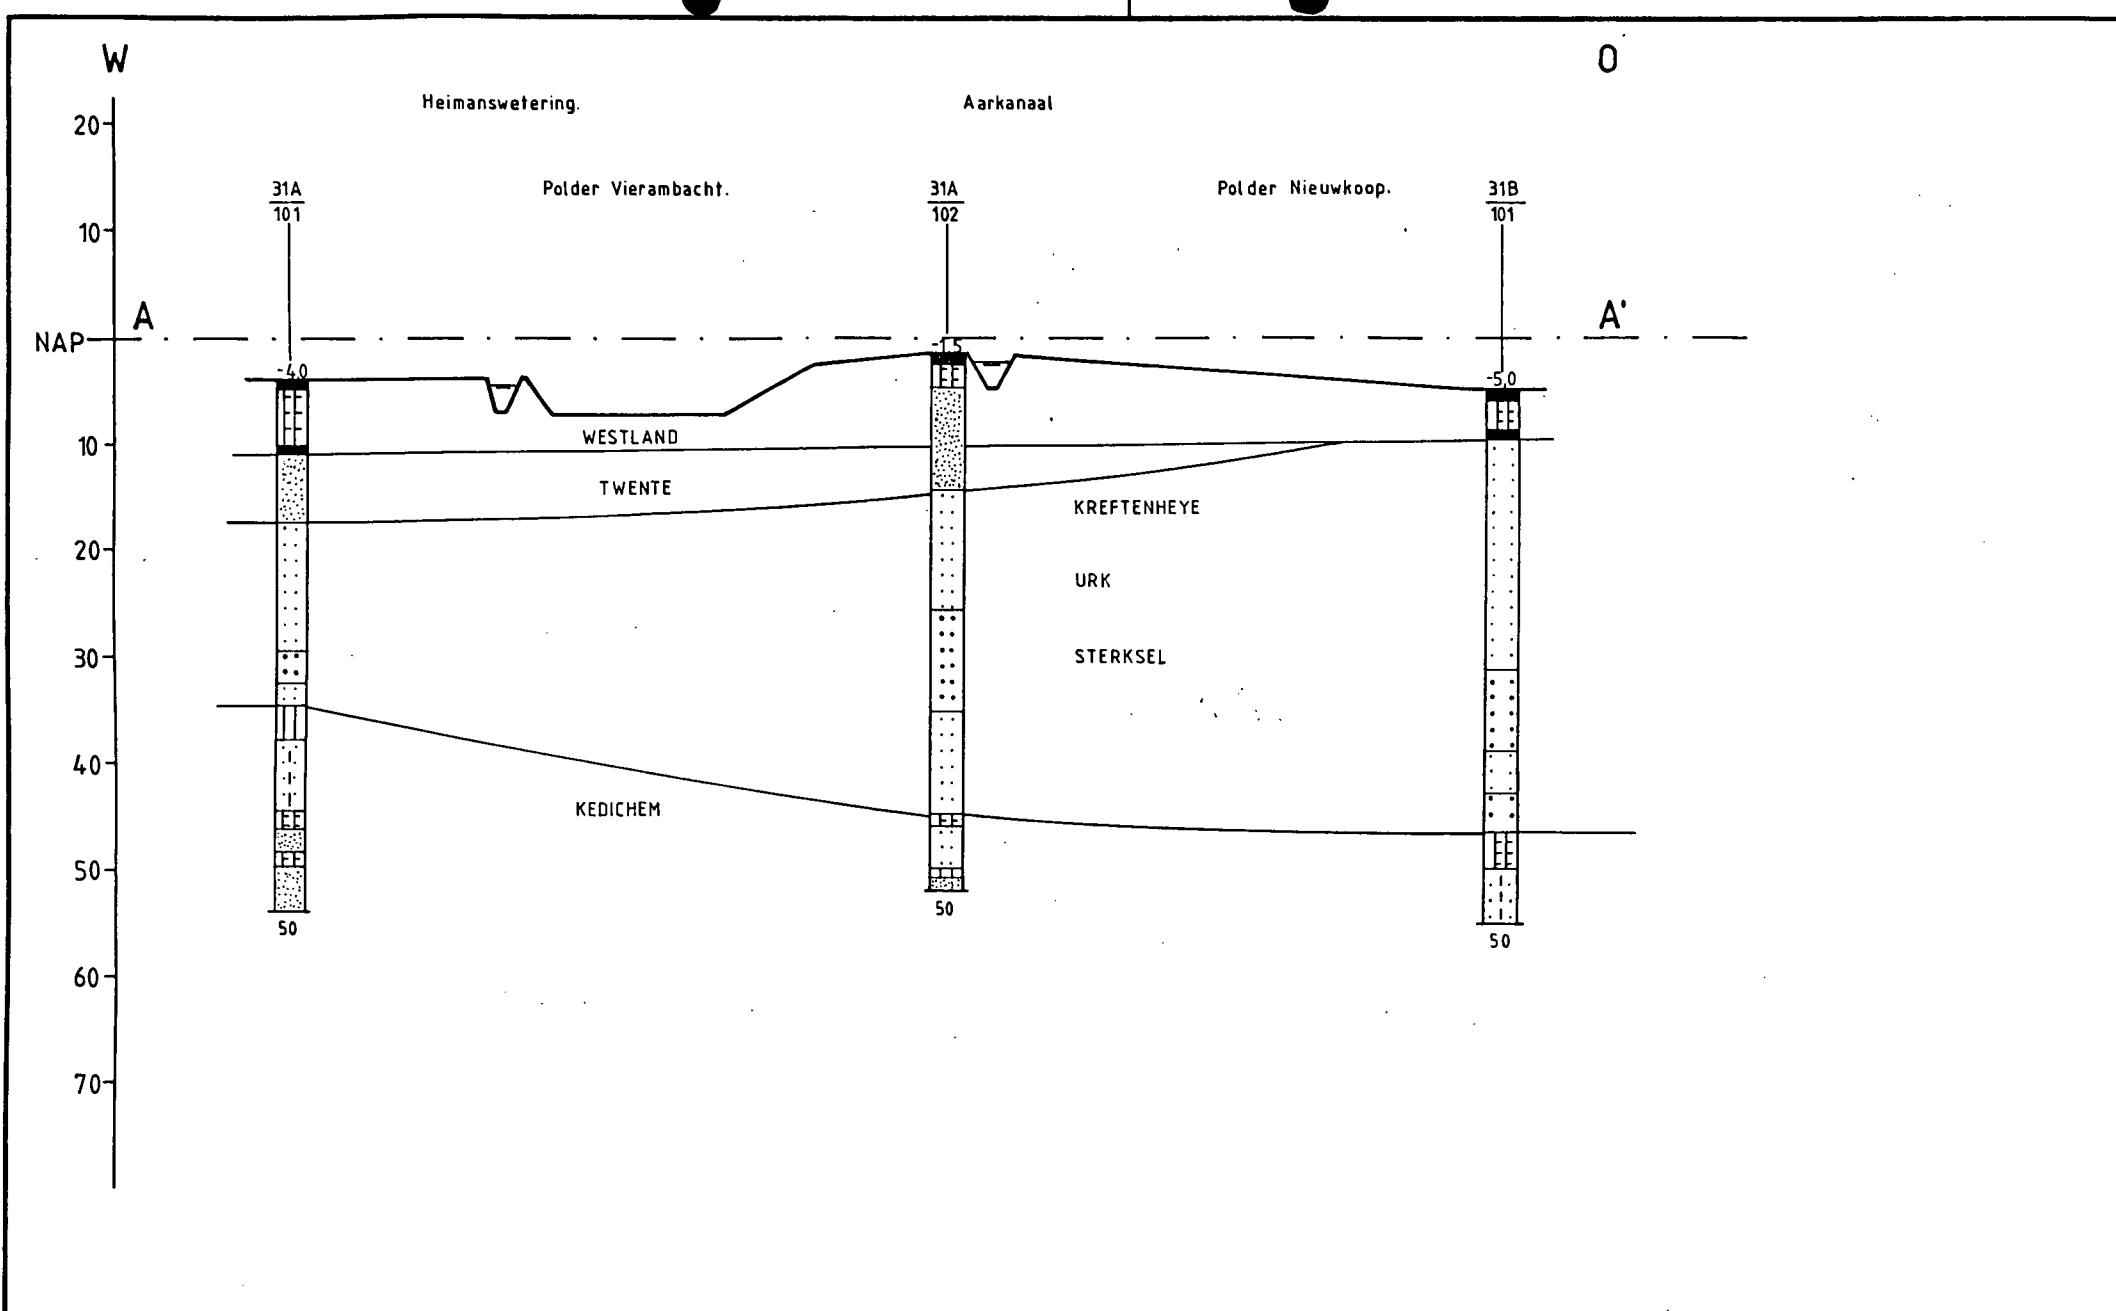 W
O
Heimanswetering.
Aarkanaal
20
31A
101
Polder Vierambacht.
31A
102
Polder Nieuwkoop.
31B
101
10
A
A'
NAP
-4,0
-1,5
-5,0
WESTLAND
10
TWENTE
KREFTENHEYE
20
URK
30
STERKSEL
40
KEDICHEM
50
50
50
50
60
70